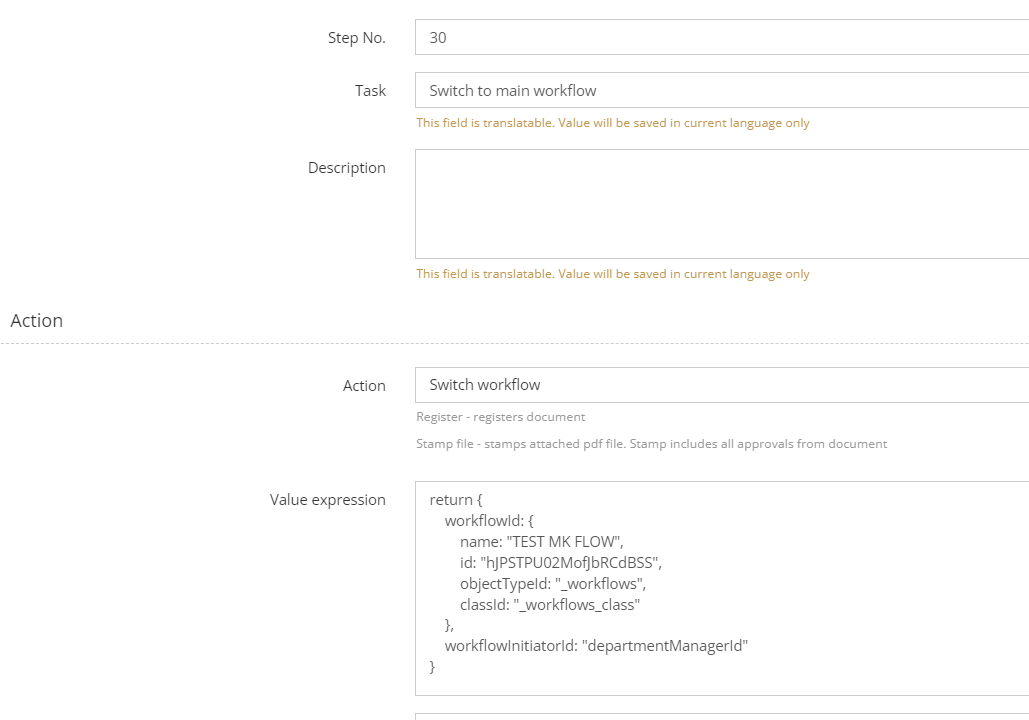 Step No.
30
Task
Switch to main workflow
This field is translatable. Value will be saved in current language only
Description
This field is translatable. Value will be saved in current language only
Action
Action
Switch workflow
Register - registers document
Stamp file - stamps attached pdf file. Stamp includes all approvals from document
Value expression
return {
workflowId: {
name: "TEST MK FLOW",
id: "hJPSTPU02MofJbRCdBSS",
objectTypeId: "_workflows",
classId: "_workflows_class"
},
workflowInitiatorId: "departmentManagerId"
}